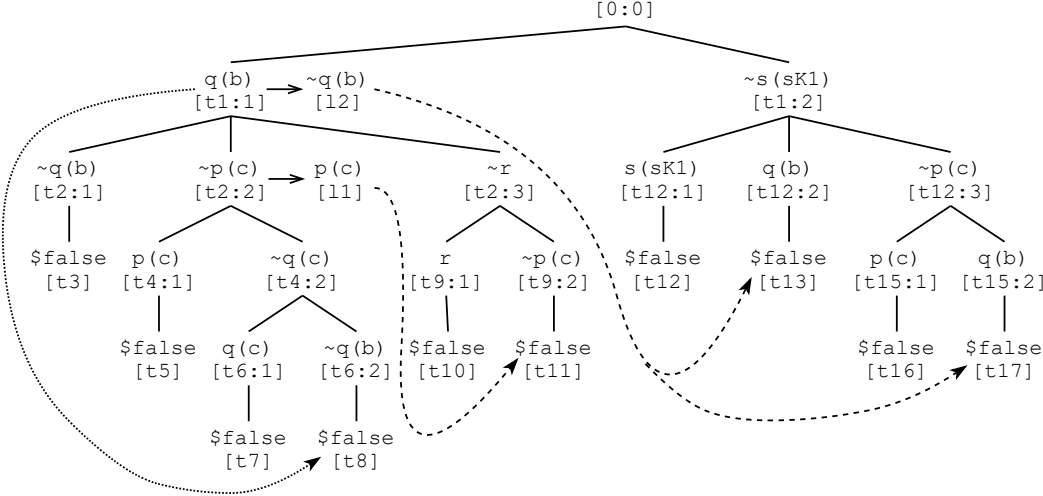 [0:0]
q(b) ~q(b) ~s(sK1)
[t1:1] [l2] [t1:2]
~q(b) ~p(c) p(c) ~r s(sK1) q(b) ~p(c)
[t2:1] [t2:2] [l1] [t2:3] [t12:1] [t12:2] [t12:3]
$false p(c) ~q(c) r ~p(c) $false $false p(c) q(b)
[t3] [t4:1] [t4:2] [t9:1] [t9:2] [t12] [t13] [t15:1] [t15:2]
$false q(c) ~q(b) $false $false $false $false
[t5] [t6:1] [t6:2] [t10] [t11] [t16] [t17]
$false $false
[t7] [t8]